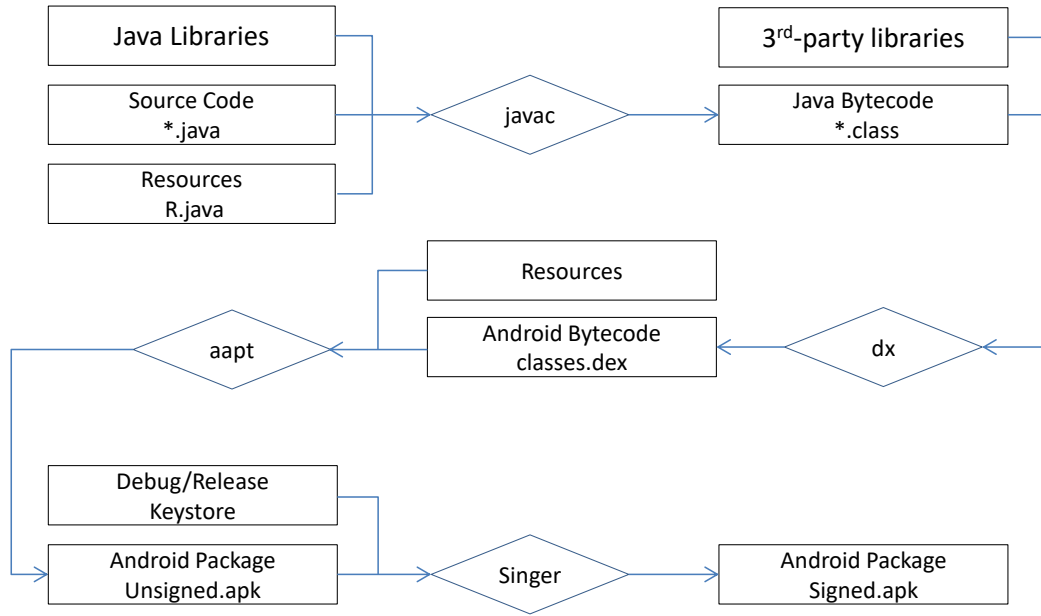 Java Libraries
3rd-party libraries
Source Code
*.java
javac
Java Bytecode
*.class
Resources
R.java
Resources
aapt
Android Bytecode
classes.dex
dx
Debug/Release
Keystore
Android Package
Unsigned.apk
Singer
Android Package
Signed.apk